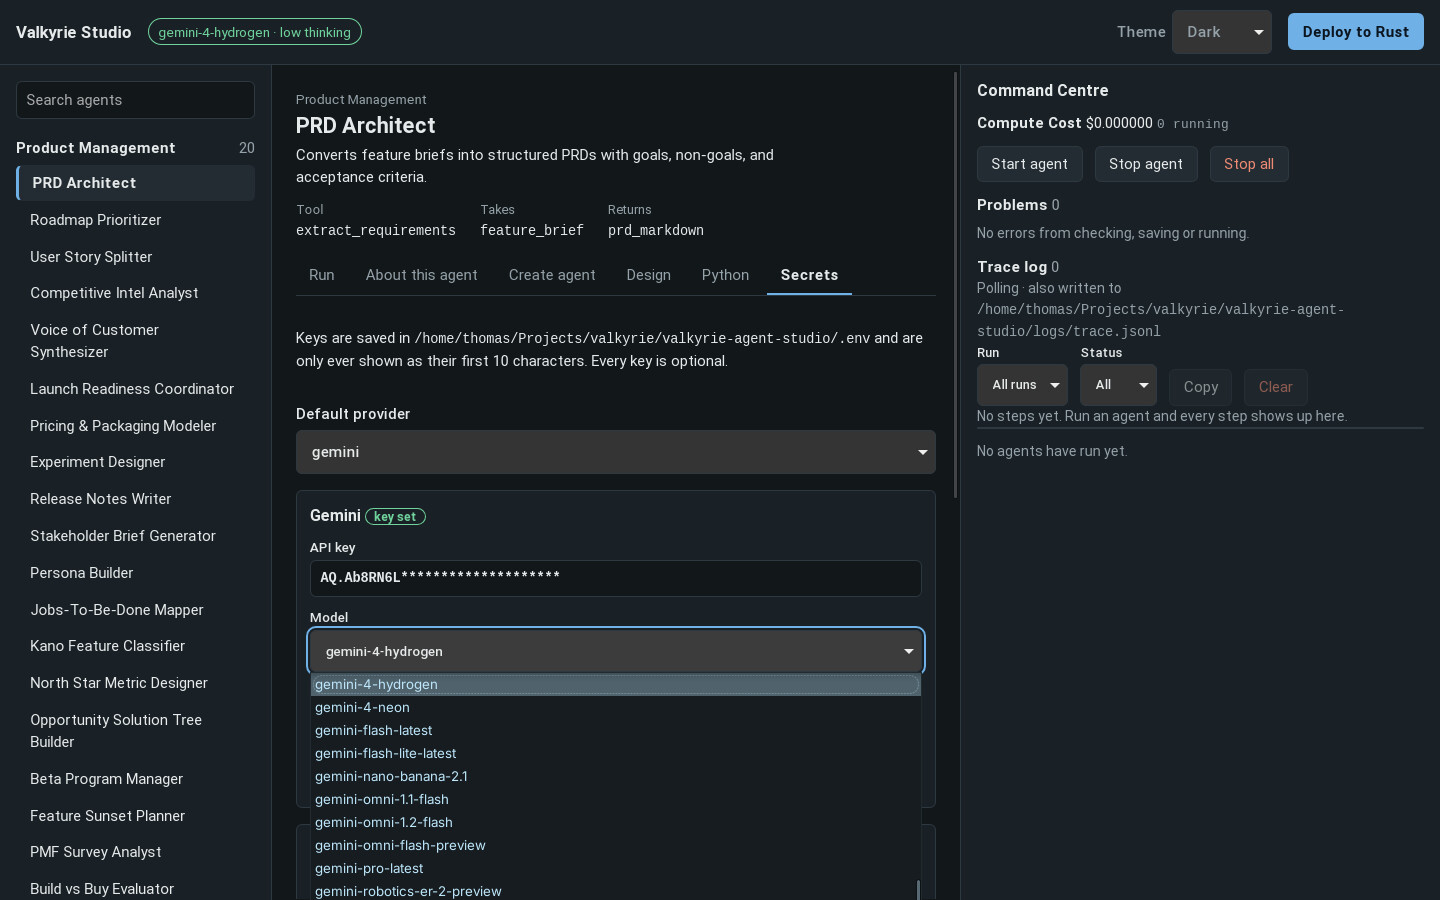 Valkyrie Studio
gemini-4-hydrogen · low thinking
Theme
Dark
Deploy to Rust
Search agents
Product Management 20
PRD Architect
Roadmap Prioritizer
User Story Splitter
Competitive Intel Analyst
Voice of Customer
Synthesizer
Launch Readiness Coordinator
Pricing & Packaging Modeler
Experiment Designer
Release Notes Writer
Stakeholder Brief Generator
Persona Builder
Jobs-To-Be-Done Mapper
Kano Feature Classifier
North Star Metric Designer
Opportunity Solution Tree
Builder
Beta Program Manager
Feature Sunset Planner
PMF Survey Analyst
Build vs Buy Evaluator
Product Management
PRD Architect
Converts feature briefs into structured PRDs with goals, non-goals, and
acceptance criteria.
Tool Takes Returns
extract_requirements feature_brief prd_markdown
Run About this agent Create agent Design Python Secrets
Keys are saved in /home/thomas/Projects/valkyrie/valkyrie-agent-studio/.env and are
only ever shown as their first 10 characters. Every key is optional.
Default provider
gemini
Gemini key set
API key
AQ.Ab8RN6L********************
Model
gemini-4-hydrogen
gemini-4-hydrogen
gemini-4-neon
gemini-flash-latest
gemini-flash-lite-latest
gemini-nano-banana-2.1
gemini-omni-1.1-flash
gemini-omni-1.2-flash
gemini-omni-flash-preview
gemini-pro-latest
gemini-robotics-er-2-preview
Command Centre
Compute Cost $0.000000 0 running
Start agent Stop agent Stop all
Problems 0
No errors from checking, saving or running.
Trace log 0
Polling · also written to
/home/thomas/Projects/valkyrie/valkyrie-agent-
studio/logs/trace.jsonl
Run Status
All runs All Copy Clear
No steps yet. Run an agent and every step shows up here.
No agents have run yet.